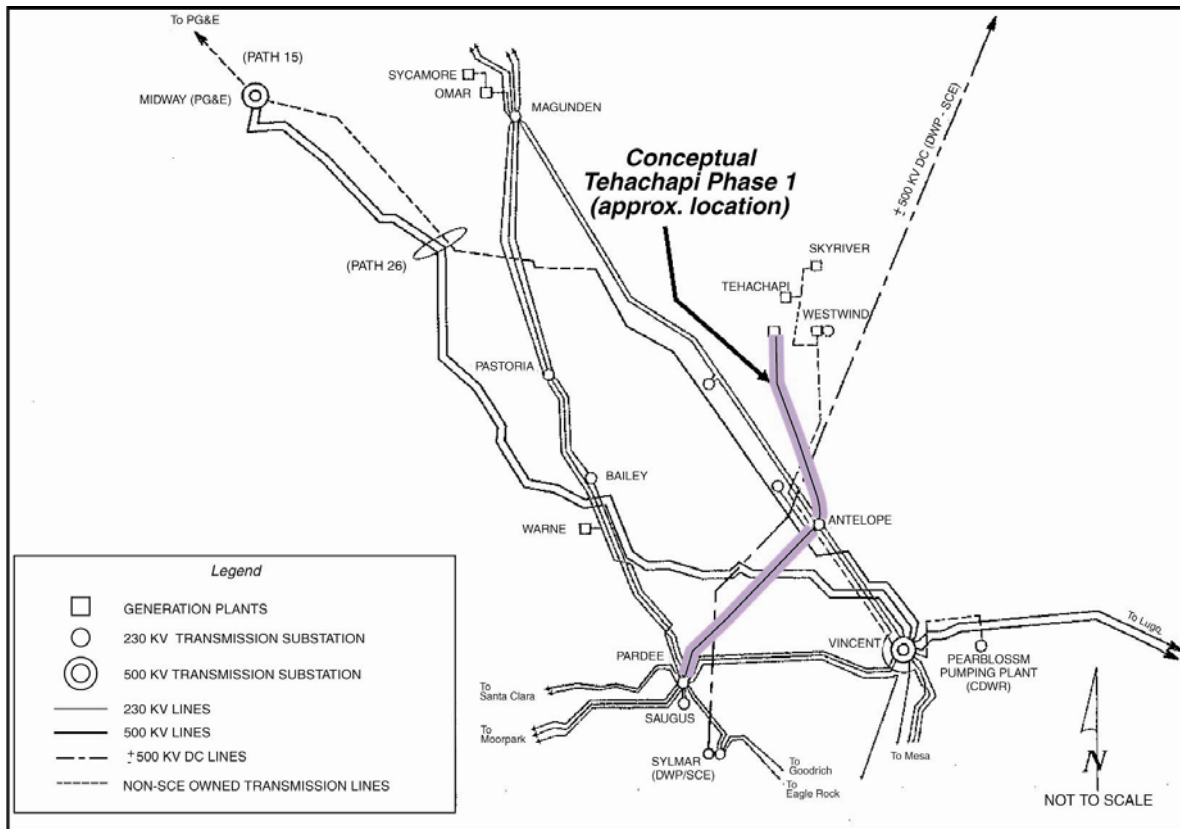 To PG&E
(PATH 15)
MIDWAY (PG&E)
SYCAMORE
OMAR
MAGUNDEN
Conceptual
Tehachapi Phase 1
(approx. location)
± 500 KV DC (DWP - SCE)
SKYRIVER
TEHACHAPI
WESTWIND
(PATH 26)
PASTORIA
BAILEY
WARNE
ANTELOPE
Legend
GENERATION PLANTS
230 KV TRANSMISSION SUBSTATION
500 KV TRANSMISSION SUBSTATION
230 KV LINES
500 KV LINES
±500 KV DC LINES
NON-SCE OWNED TRANSMISSION LINES
VINCENT
To Lugo
PEARBLOSSM
PUMPING PLANT
(CDWR)
PARDEE
To
Santa Clara
To
Moorpark
SAUGUS
SYLMAR
(DWP/SCE)
To
Goodrich
To
Eagle Rock
To Mesa
N
NOT TO SCALE